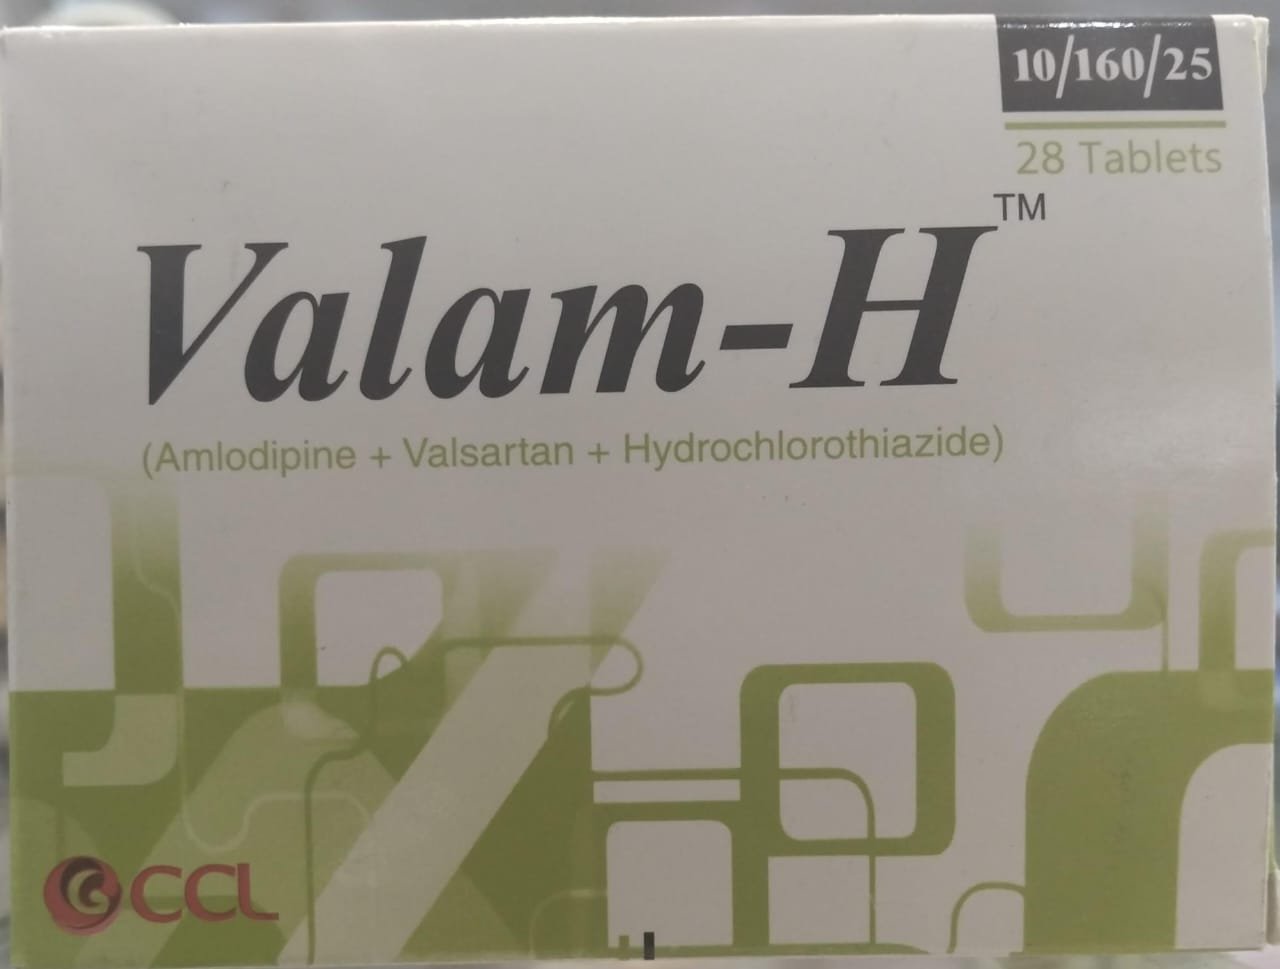 10/160/25
28 Tablets
Valam-H™
(Amlodipine + Valsartan + Hydrochlorothiazide)
CCL